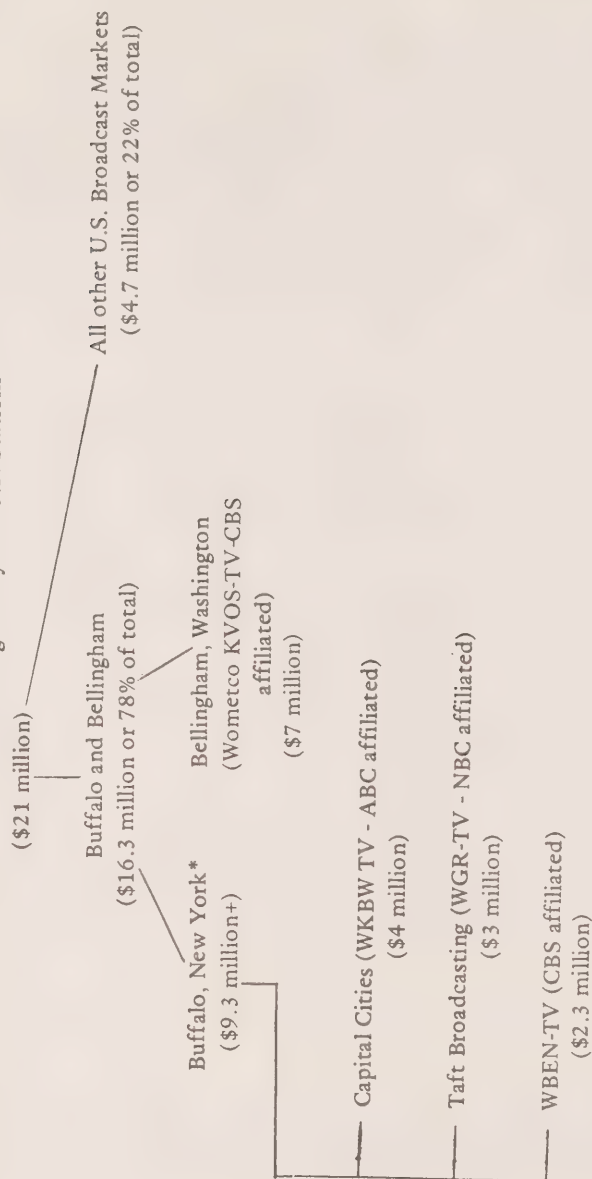 ($21 million)
Buffalo and Bellingham
($16.3 million or 78% of total)
All other U.S. Broadcast Markets
($4.7 million or 22% of total)
Buffalo, New York*
($9.3 million+)
Bellingham, Washington
(Wometco KVOS-TV-CBS
affiliated)
($7 million)
Capital Cities (WKBW TV - ABC affiliated)
($4 million)
Taft Broadcasting (WGR-TV - NBC affiliated)
($3 million)
WBEN-TV (CBS affiliated)
($2.3 million)